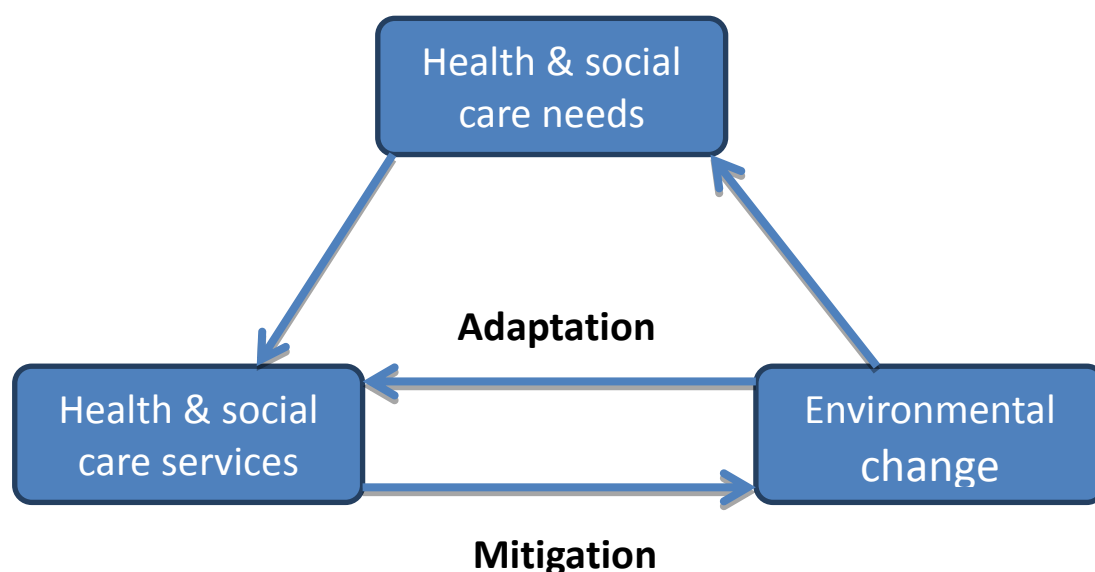 Health & social
care needs
Adaptation
Health & social
care services
Environmental
change
Mitigation